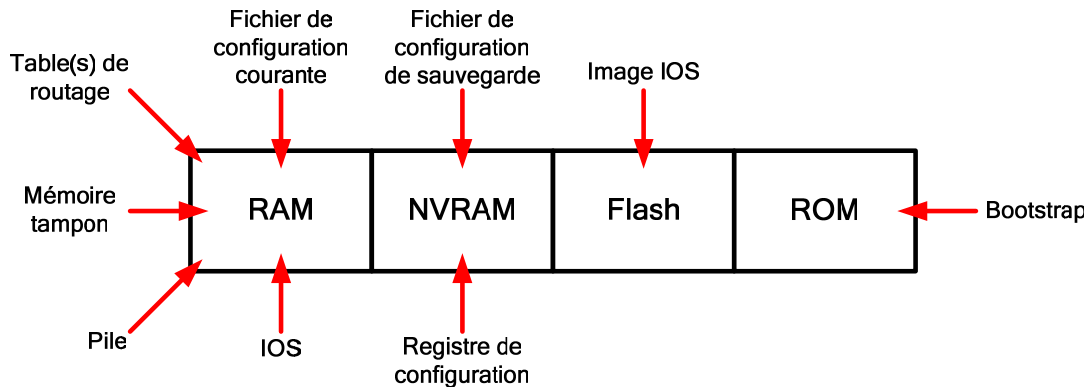 Table(s) de
routage
Fichier de
configuration
courante
Fichier de
configuration
de sauvegarde
Image IOS
Mémoire
tampon
RAM
NVRAM
Flash
ROM
Bootstrap
Pile
IOS
Registre de
configuration